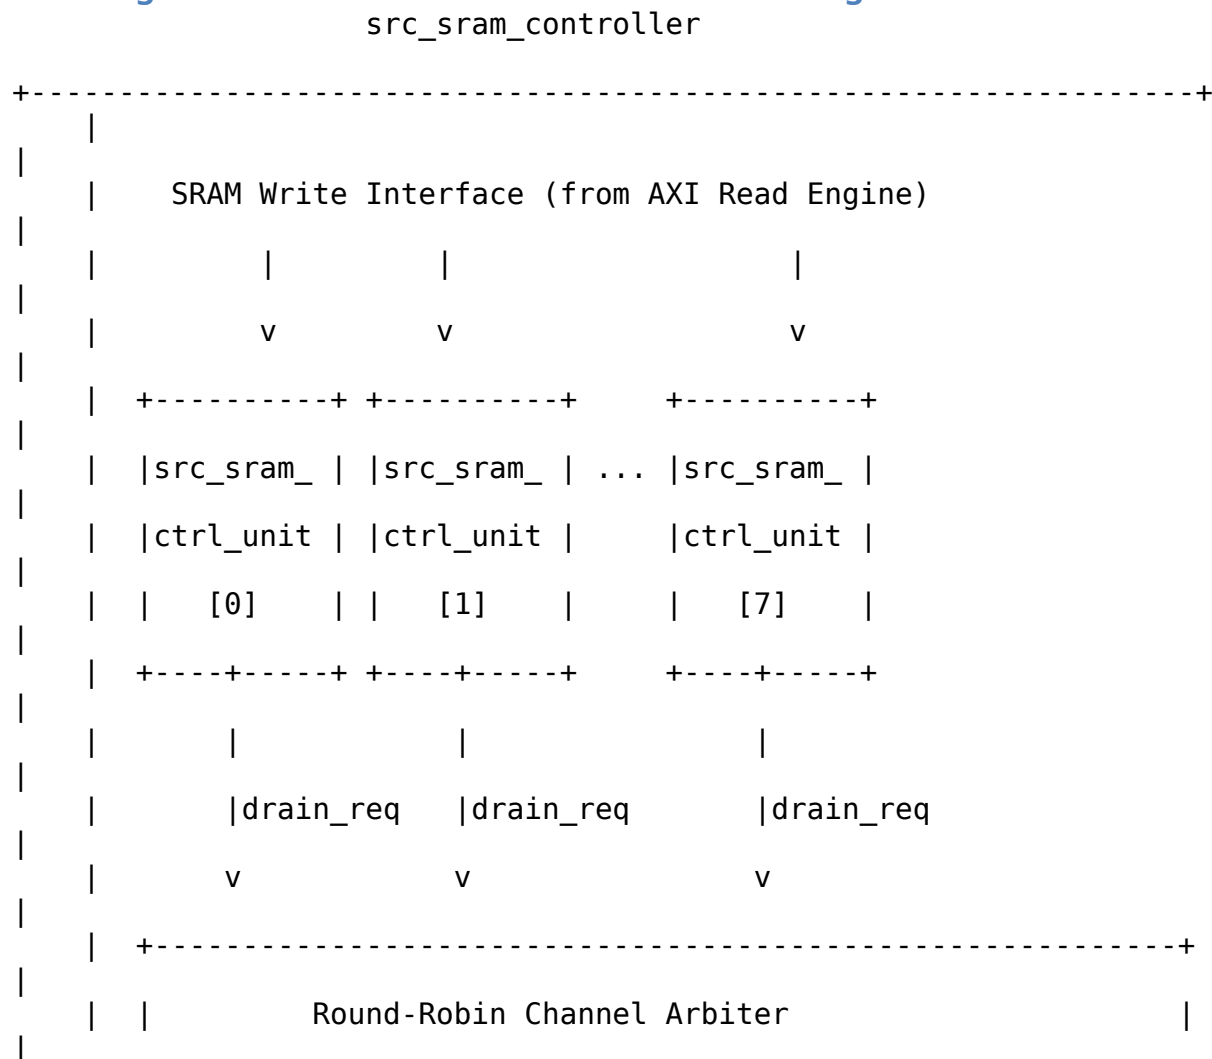 src_sram_controller
+------------------------------------------------------------------+
    |
|
    |    SRAM Write Interface (from AXI Read Engine)
|
    |         |         |                   |
|
    |         v         v                   v
|
    |  +----------+ +----------+     +----------+
|
    |  |src_sram_ | |src_sram_ | ... |src_sram_ |
|
    |  |ctrl_unit | |ctrl_unit |     |ctrl_unit |
|
    |  |   [0]    | |   [1]    |     |   [7]    |
|
    |  +----+-----+ +----+-----+     +----+-----+
|
    |       |            |                |
|
    |       |drain_req   |drain_req       |drain_req
|
    |       v            v                v
|
    |  +----------------------------------------------------------+
|
    |  |         Round-Robin Channel Arbiter                      |
|